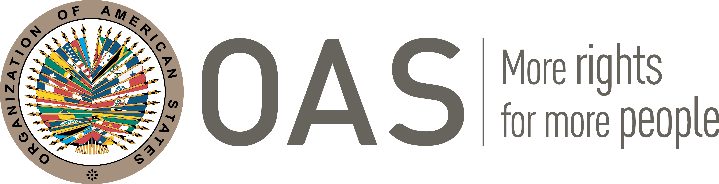 ORGANIZATION OF AMERICAN STATES
OAS
More rights
for more people